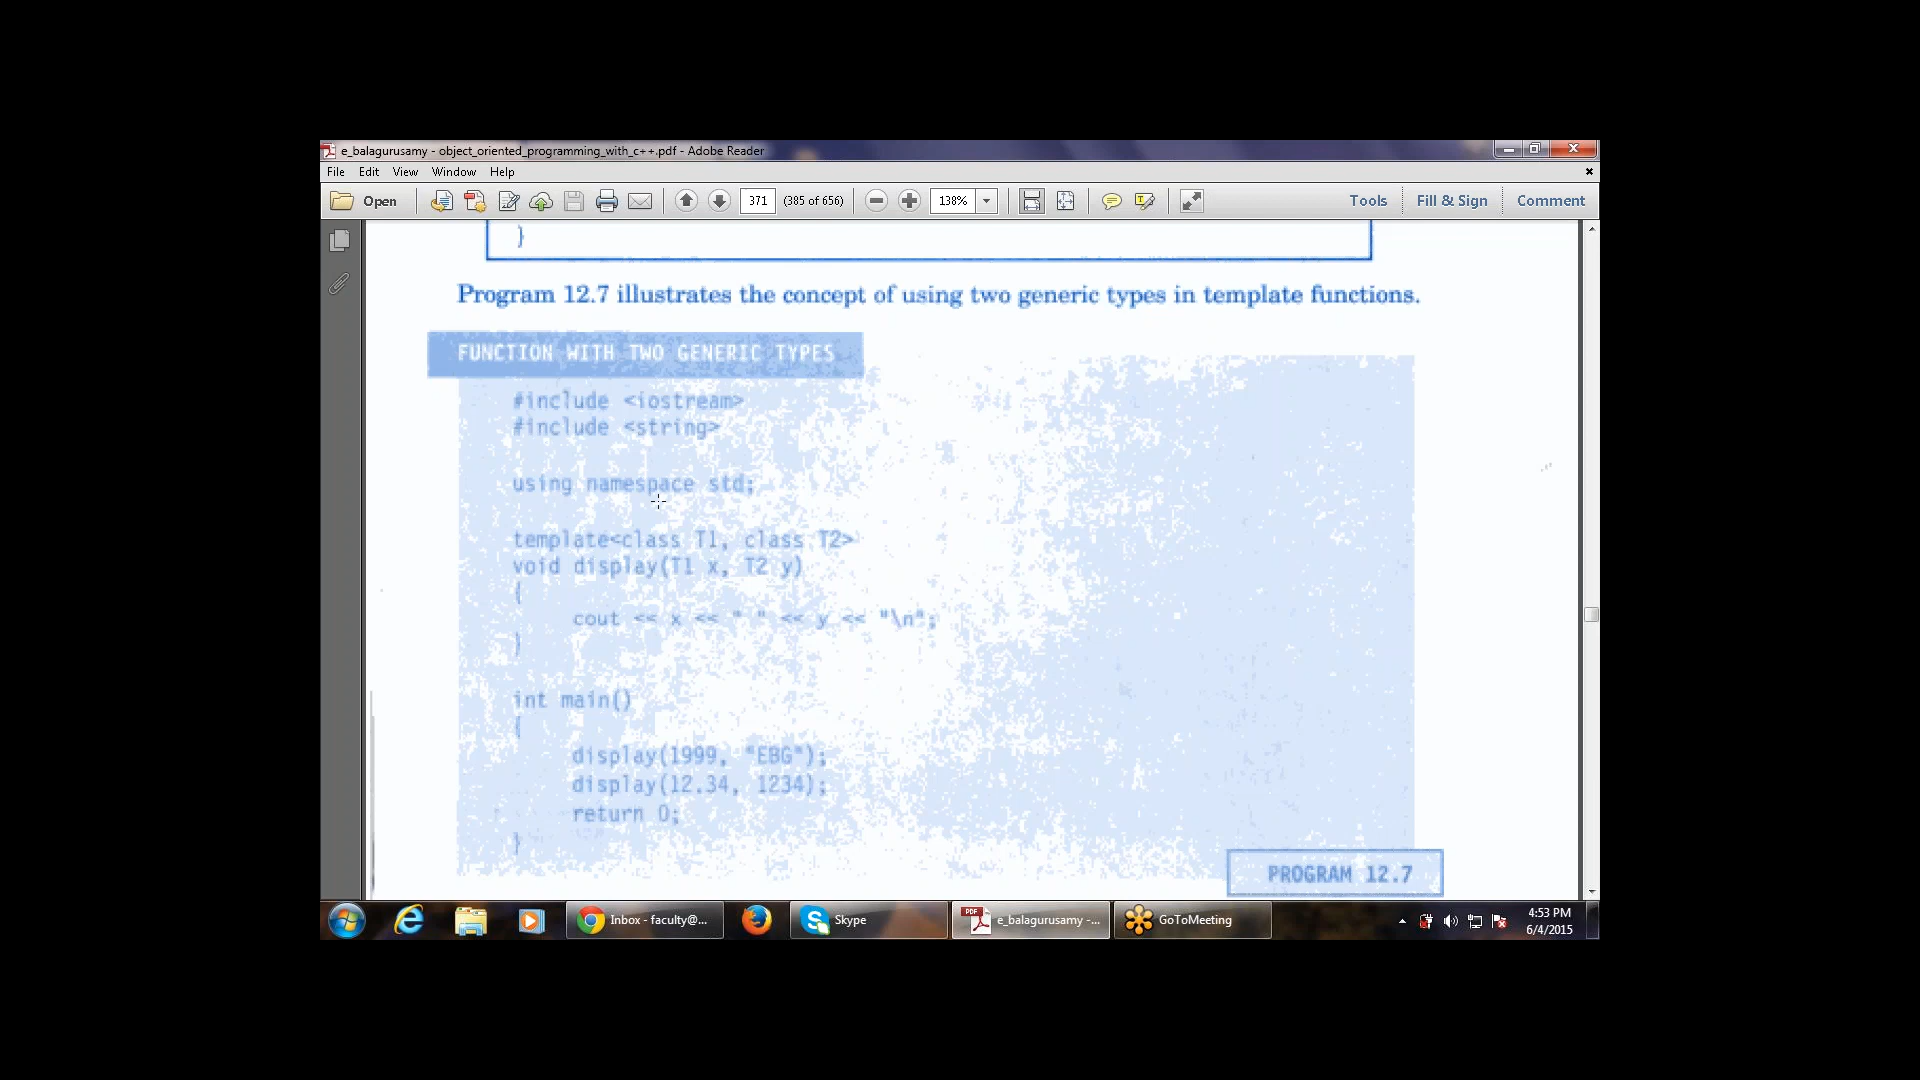 e_balagurusamy - object_oriented_programming_with_c++.pdf - Adobe Reader
File Edit View Window Help
Open 371 (385 of 656) 138% Tools Fill & Sign Comment
}
Program 12.7 illustrates the concept of using two generic types in template functions.
FUNCTION WITH TWO GENERIC TYPES
#include <iostream>
#include <string>
using namespace std;
template<class T1, class T2>
void display(T1 x, T2 y)
{
cout << x << " " << y << "\n";
}
int main()
{
display(1999, "EBG");
display(12.34, 1234);
return 0;
}
PROGRAM 12.7
Inbox - faculty@... Skype e_balagurusamy -... GoToMeeting 4:53 PM
6/4/2015